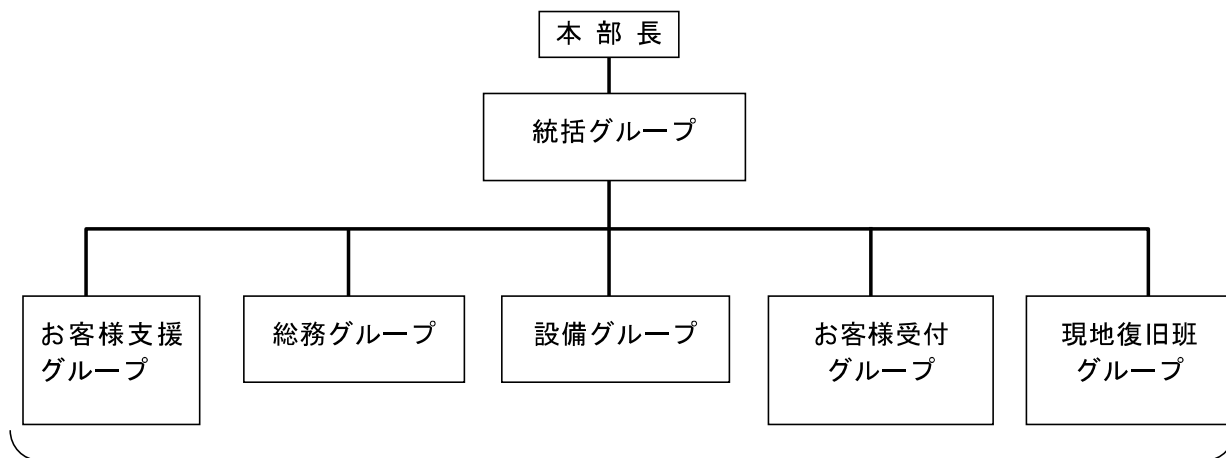 本 部 長
統括グループ
お客様支援
グループ
総務グループ
設備グループ
お客様受付
グループ
現地復旧班
グループ